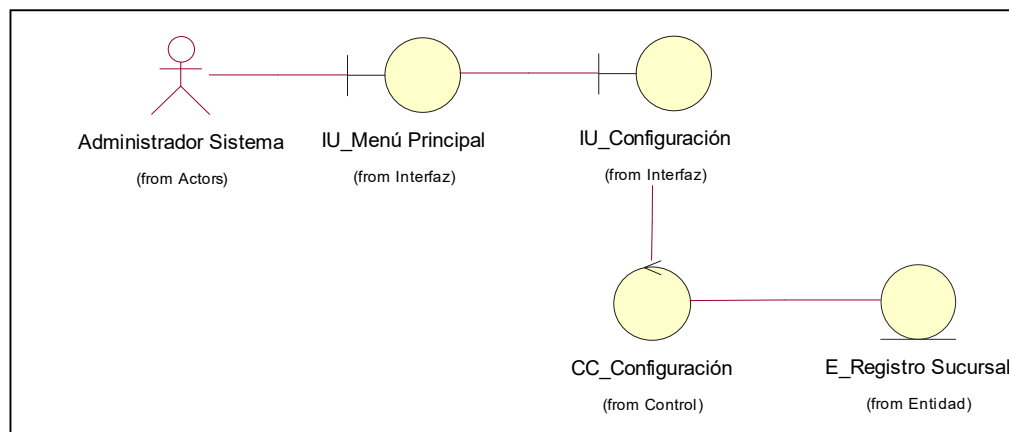 Administrador Sistema
(from Actors)
IU_Menú Principal
(from Interfaz)
IU_Configuración
(from Interfaz)
CC_Configuración
(from Control)
E_Registro Sucursal
(from Entidad)